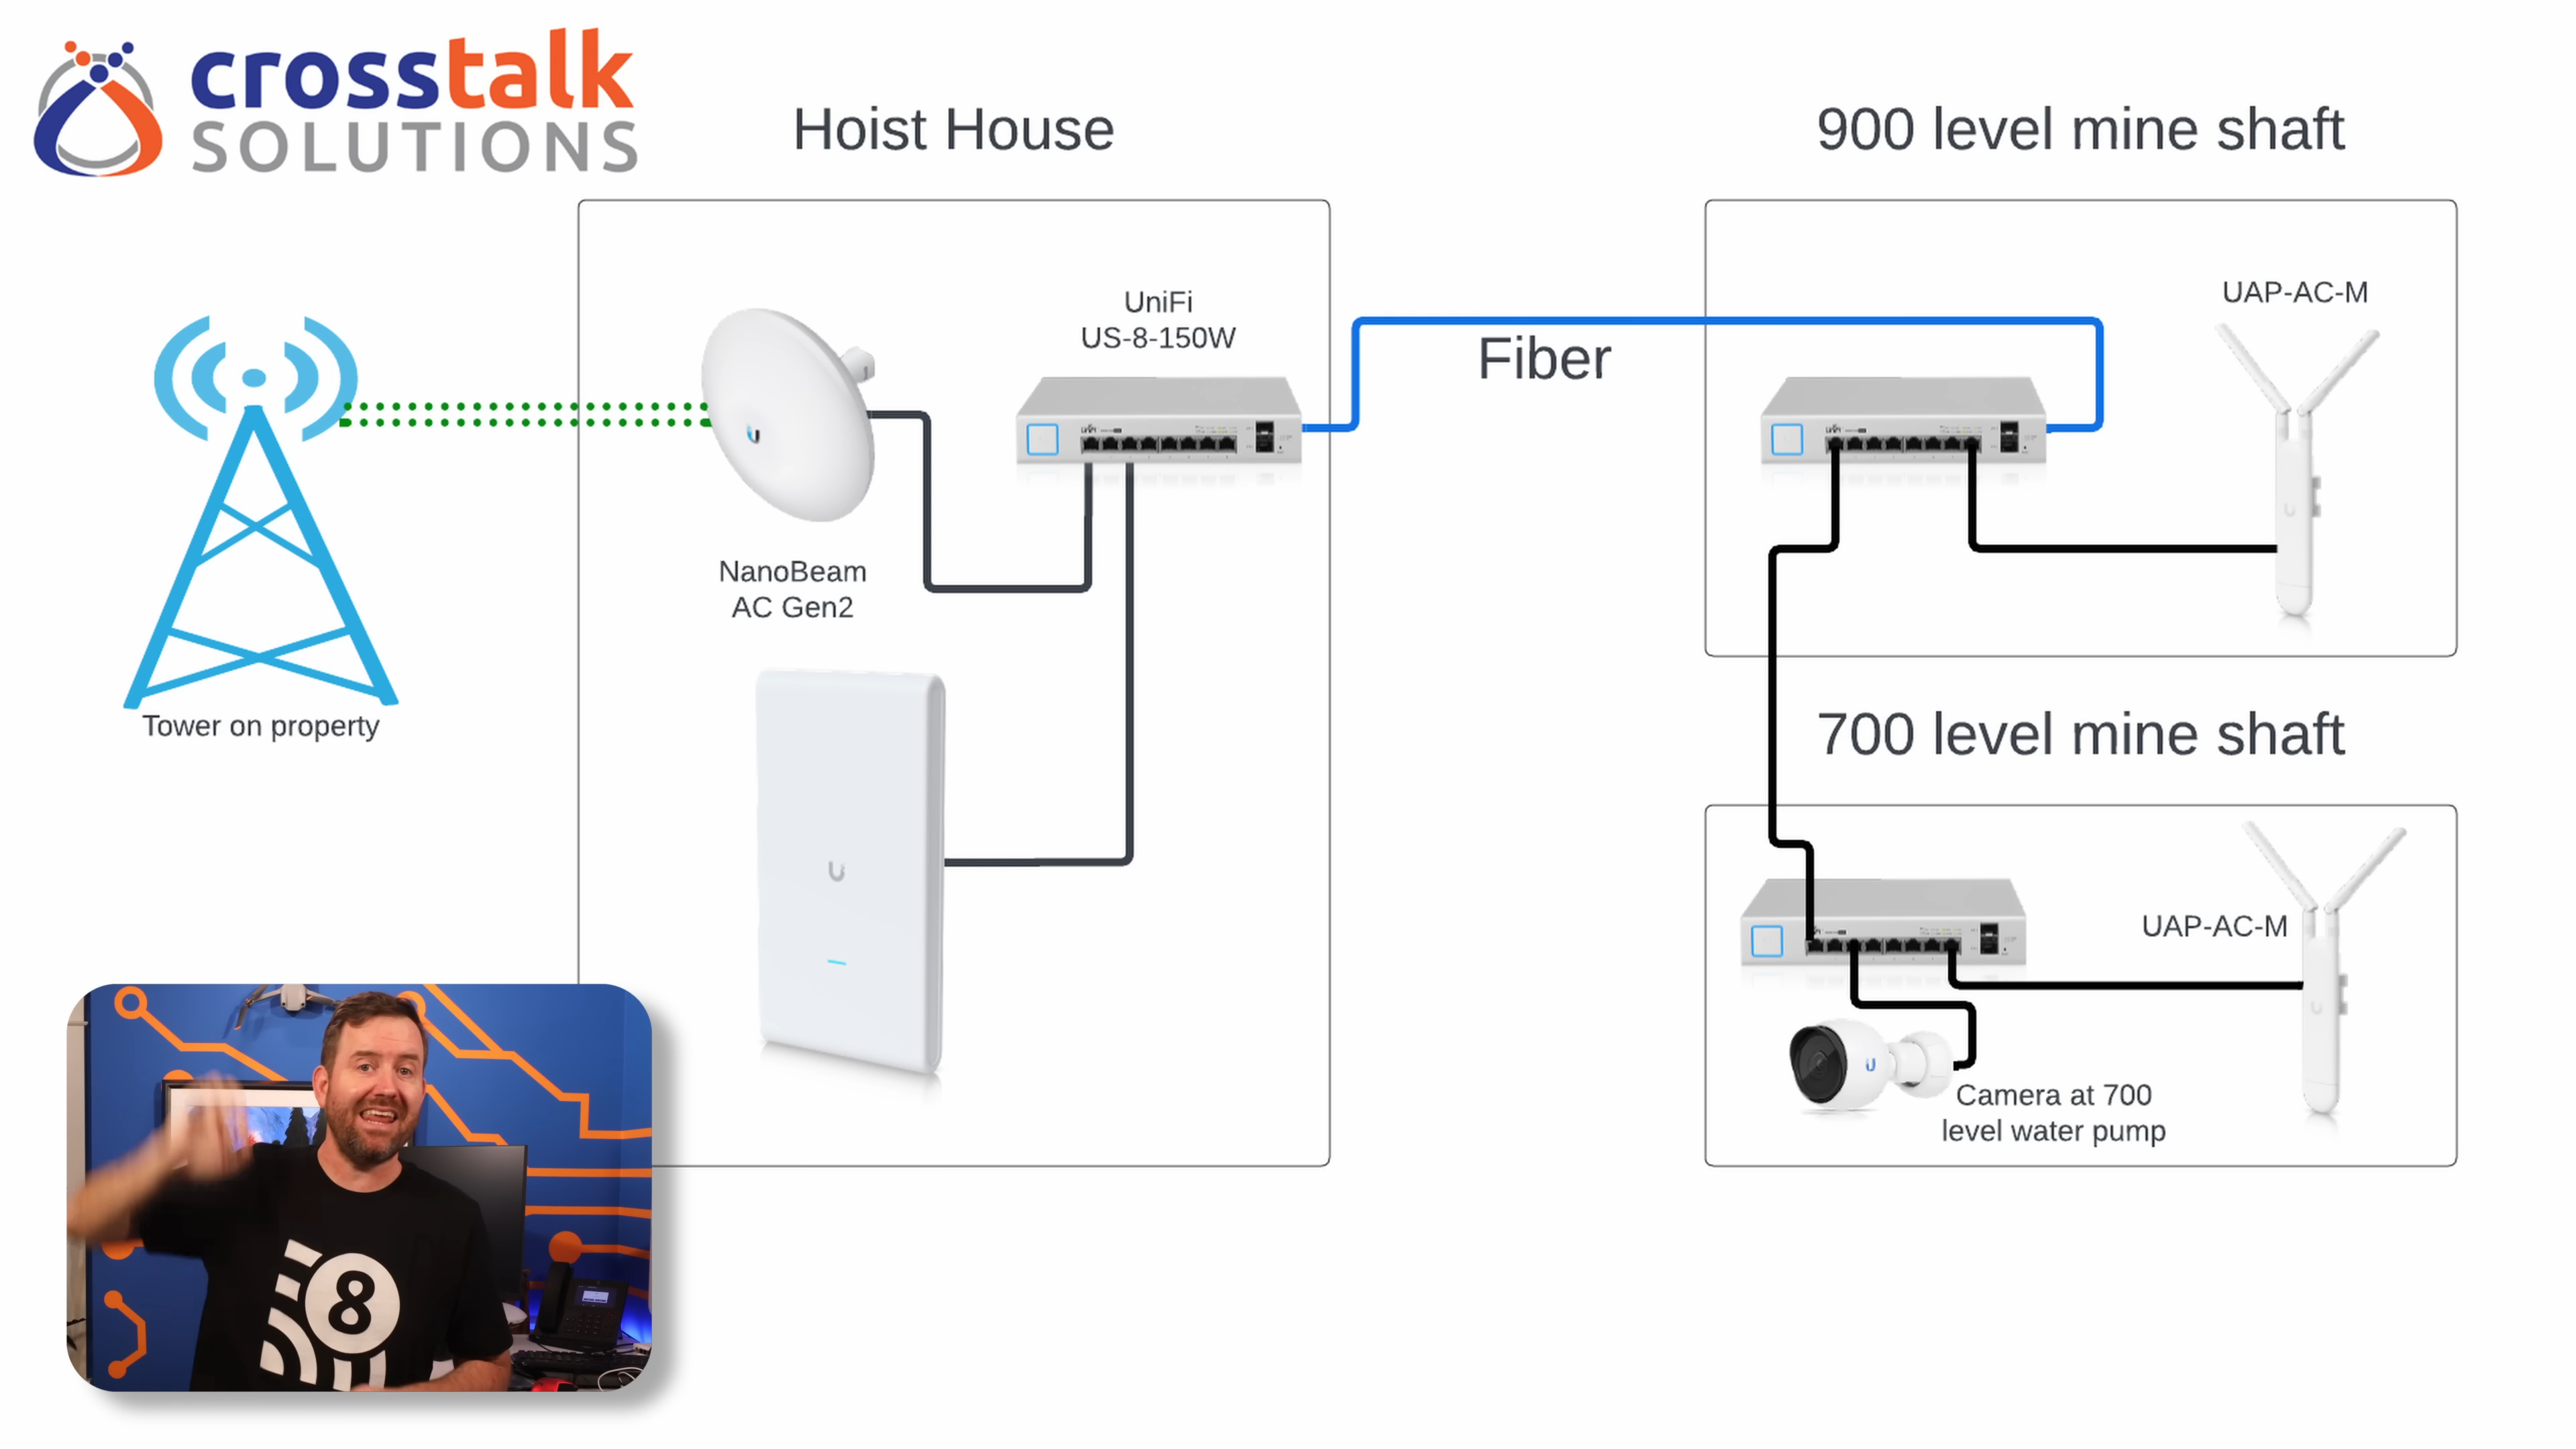 crosstalk
SOLUTIONS
Hoist House
900 level mine shaft
UniFi
US-8-150W
UAP-AC-M
Fiber
NanoBeam
AC Gen2
Tower on property
700 level mine shaft
UAP-AC-M
Camera at 700
level water pump
8